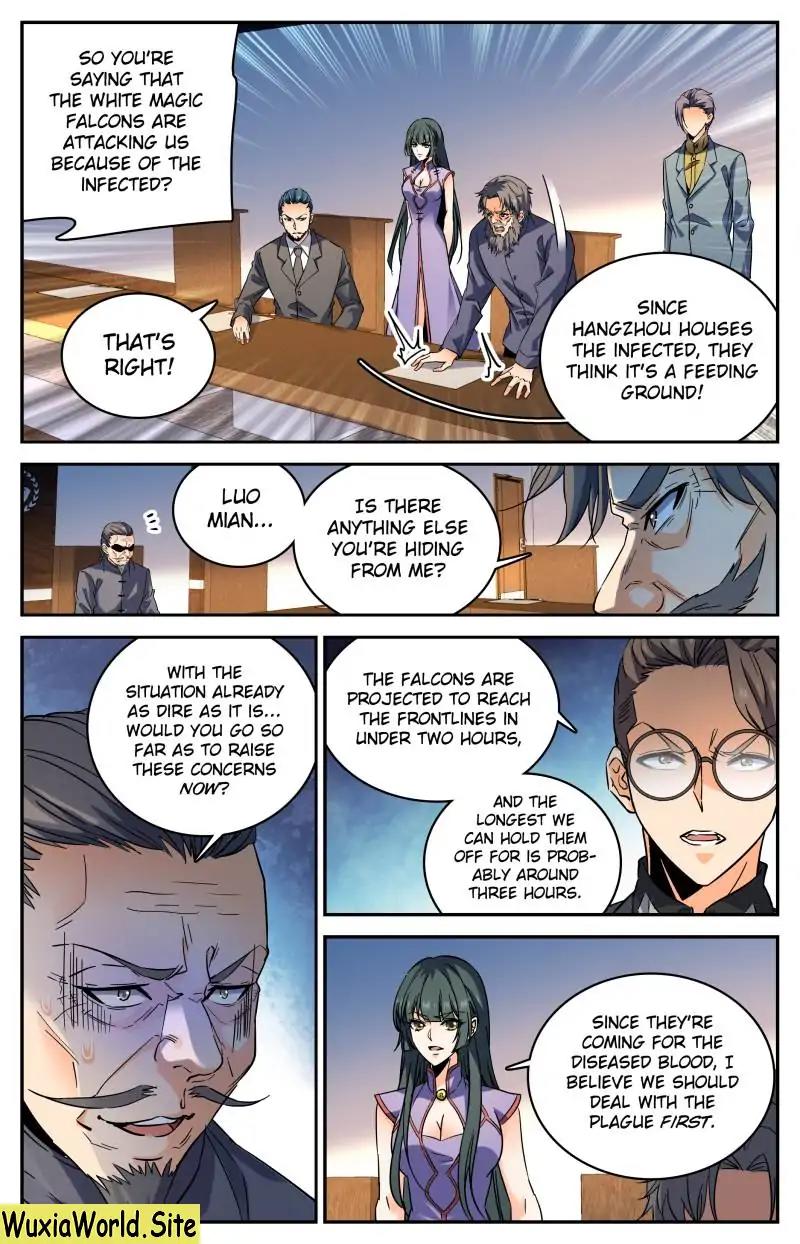 SO YOU'RE
SAYING THAT
THE WHITE MAGIC
FALCONS ARE
ATTACKING US
BECAUSE OF THE
INFECTED?
THAT'S
RIGHT!
SINCE
HANGZHOU HOUSES
THE INFECTED, THEY
THINK IT'S A FEEDING
GROUND!
LUO
MIAN...
IS THERE
ANYTHING ELSE
YOU'RE HIDING
FROM ME?
WITH THE
SITUATION ALREADY
AS DIRE AS IT IS...
WOULD YOU GO SO
FAR AS TO RAISE
THESE CONCERNS
NOW?
THE FALCONS ARE
PROJECTED TO REACH
THE FRONTLINES IN
UNDER TWO HOURS,
AND THE
LONGEST WE
CAN HOLD THEM
OFF FOR IS PROB-
ABLY AROUND
THREE HOURS.
SINCE THEY'RE
COMING FOR THE
DISEASED BLOOD, I
BELIEVE WE SHOULD
DEAL WITH THE
PLAGUE FIRST.
WuxiaWorld.Site